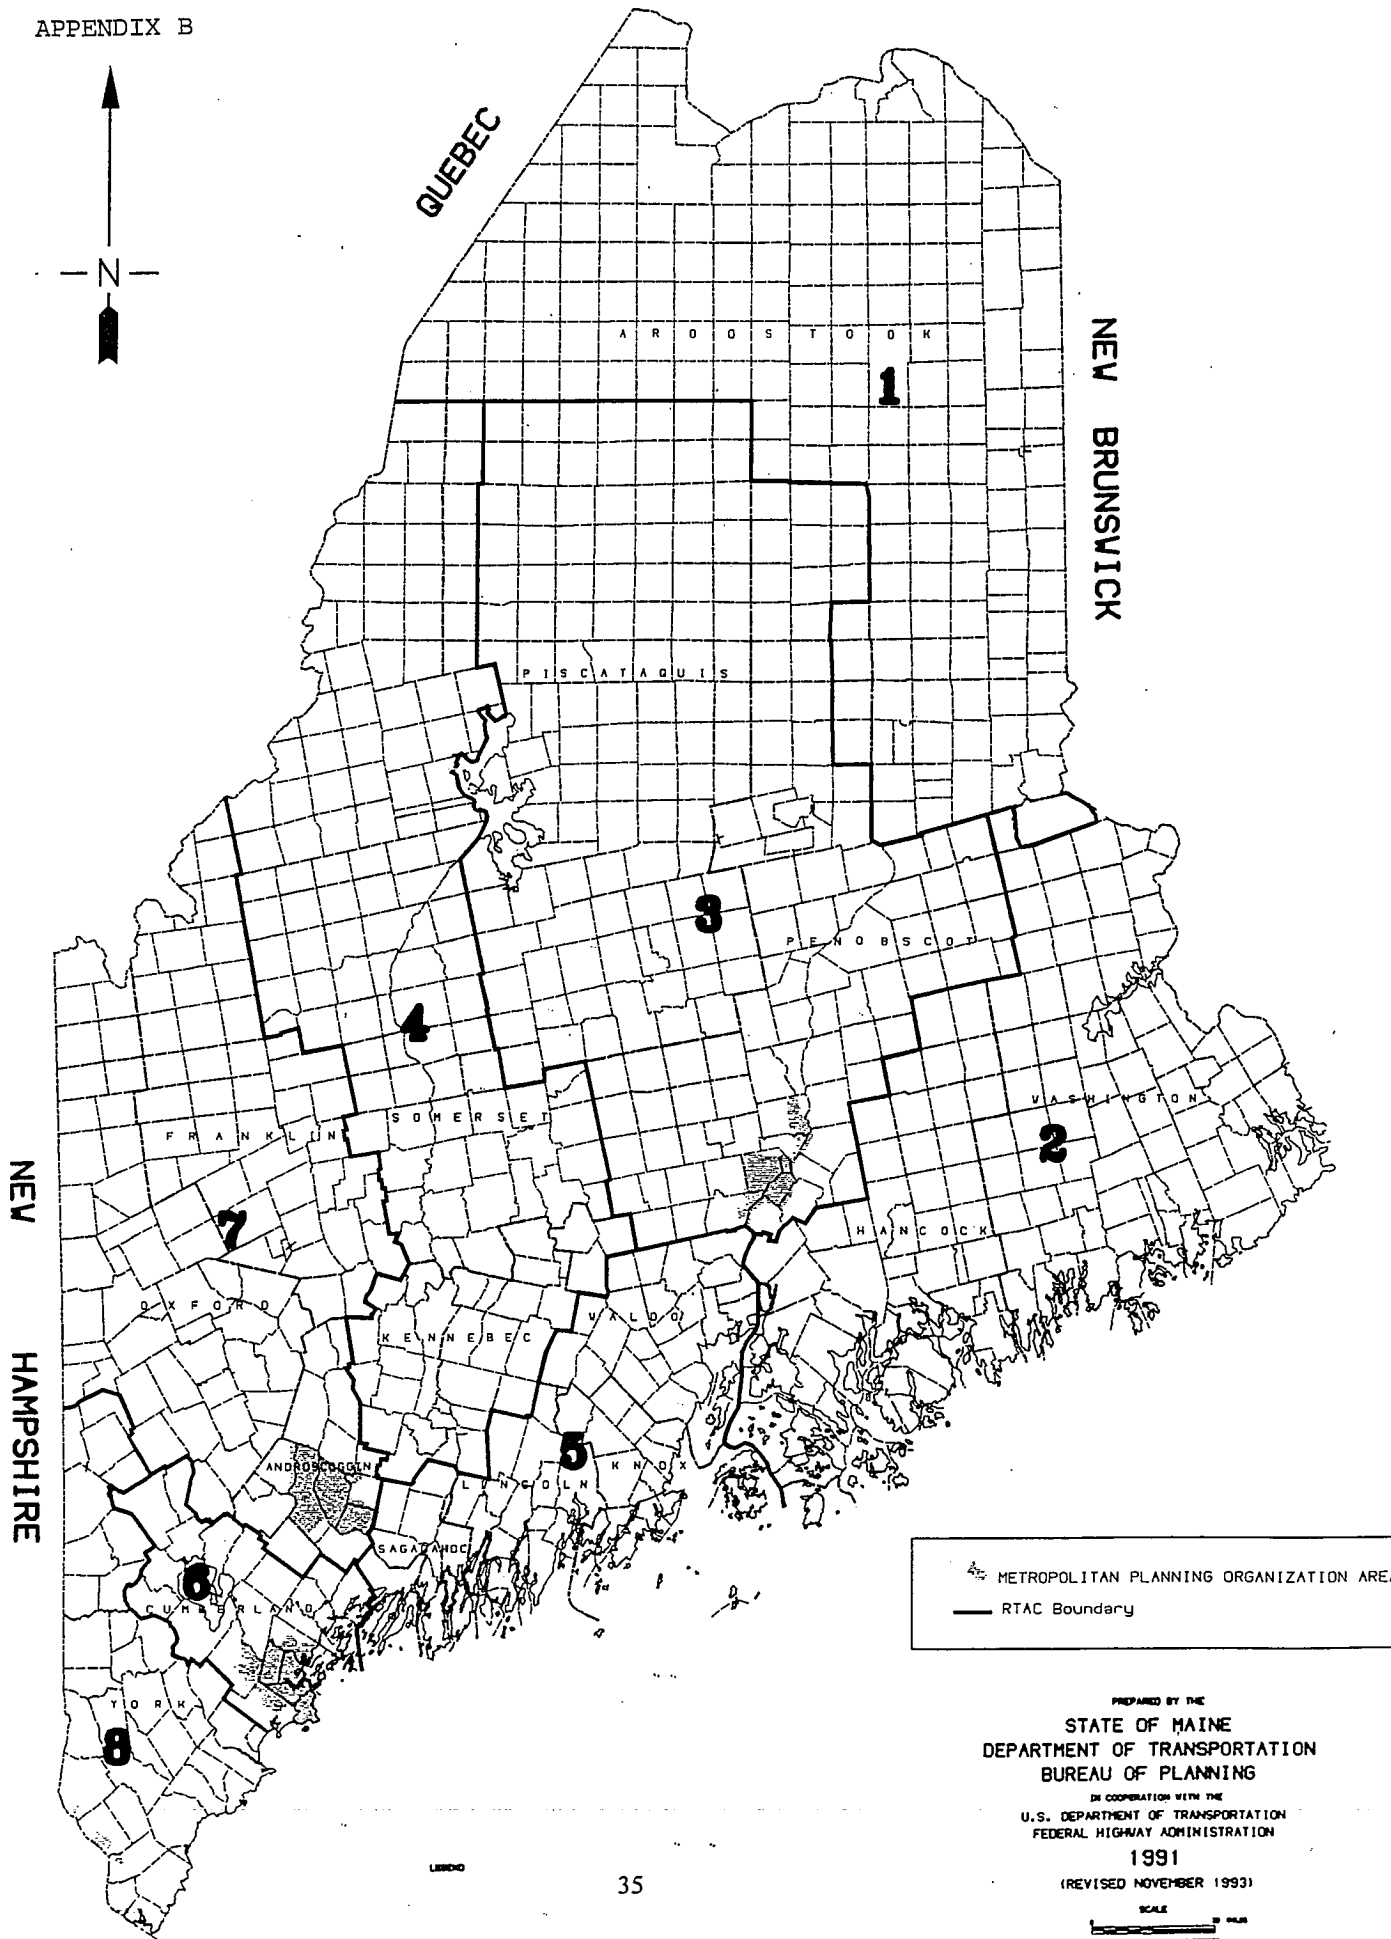 APPENDIX B
N
QUEBEC
NEW BRUNSWICK
AROOSTOOK
1
PISCATAQUIS
3
PENOBSCOT
4
SOMERSET
WASHINGTON
2
FRANKLIN
HANCOCK
NEW HAMPSHIRE
7
OXFORD
KENNEBEC
WALDO
5
KNOX
ANDROSCOGGIN
LINCOLN
SAGADAHOC
6
CUMBERLAND
YORK
8
METROPOLITAN PLANNING ORGANIZATION AREA
RTAC Boundary
PREPARED BY THE
STATE OF MAINE
DEPARTMENT OF TRANSPORTATION
BUREAU OF PLANNING
IN COOPERATION WITH THE
U.S. DEPARTMENT OF TRANSPORTATION
FEDERAL HIGHWAY ADMINISTRATION
1991
(REVISED NOVEMBER 1993)
SCALE
LEGEND
35